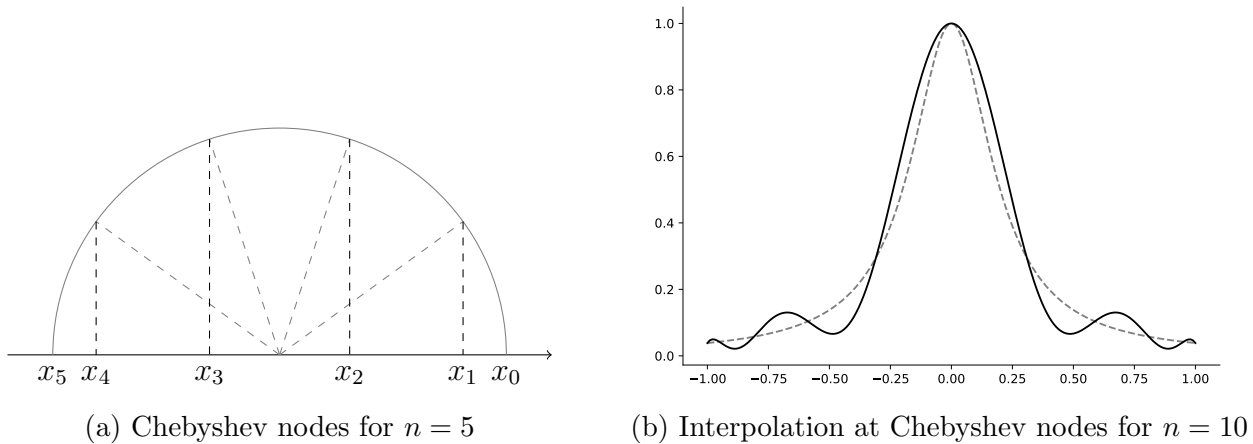 x₅ x₄ x₃ x₂ x₁ x₀
(a) Chebyshev nodes for n = 5
1.0
0.8
0.6
0.4
0.2
0.0
−1.00 −0.75 −0.50 −0.25 0.00 0.25 0.50 0.75 1.00
(b) Interpolation at Chebyshev nodes for n = 10